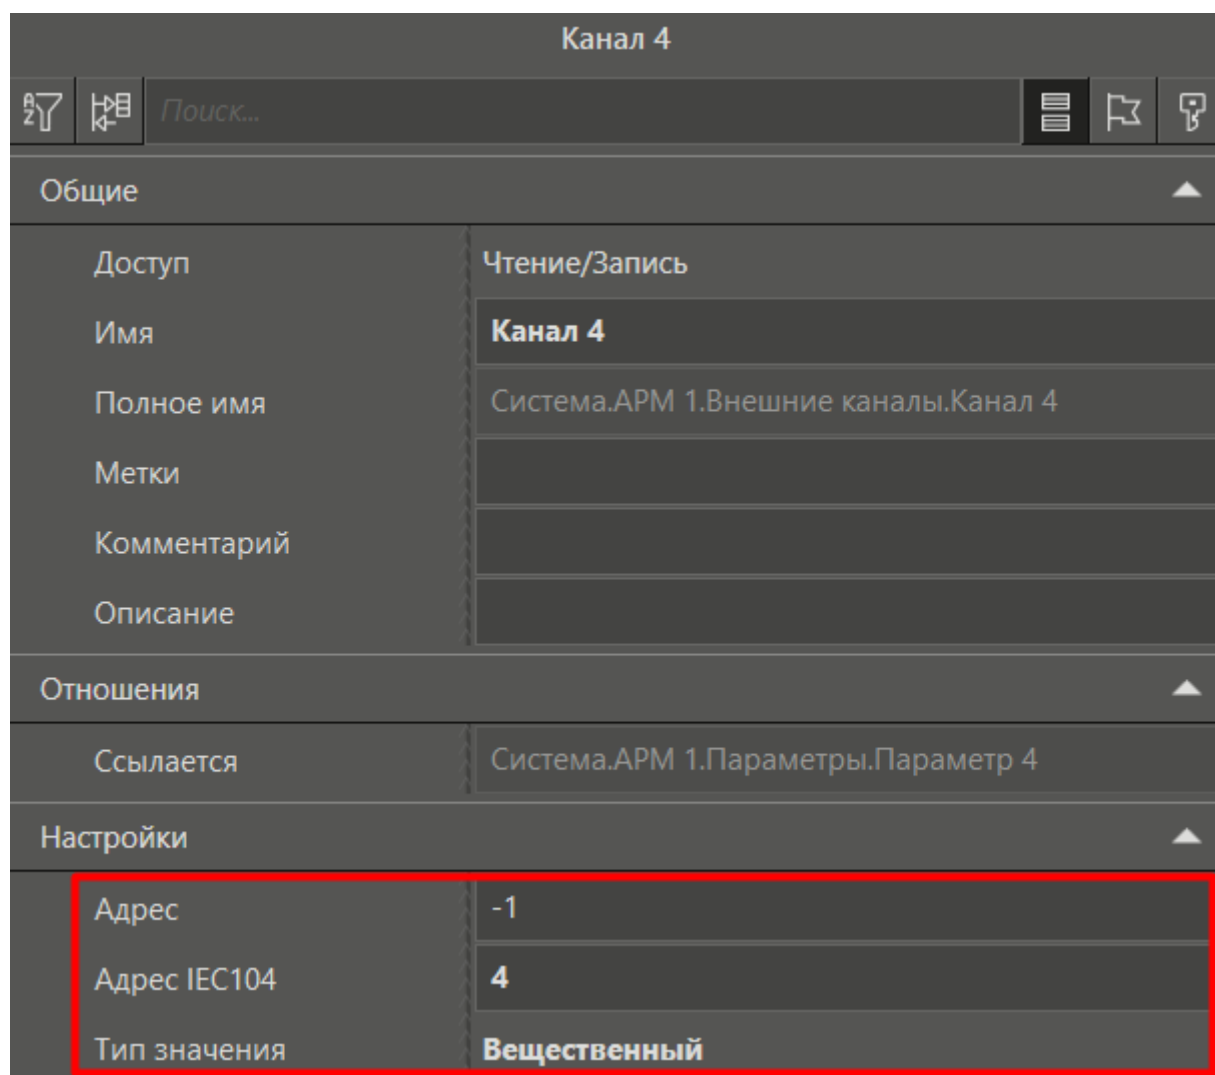 Канал 4
Поиск...
Общие
Доступ Чтение/Запись
Имя Канал 4
Полное имя Система.АРМ 1.Внешние каналы.Канал 4
Метки
Комментарий
Описание
Отношения
Ссылается Система.АРМ 1.Параметры.Параметр 4
Настройки
Адрес -1
Адрес IEC104 4
Тип значения Вещественный